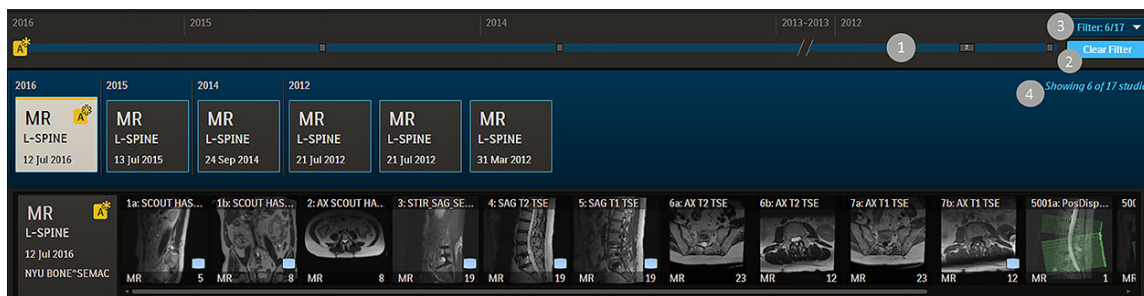 2016 2015 2014 2013-2013 2012
3 Filter: 6/17
A* 1
Clear Filter
2
2016 2015 2014 2012
4 Showing 6 of 17 studie
MR A* MR MR MR MR MR
L-SPINE L-SPINE L-SPINE L-SPINE L-SPINE L-SPINE
12 Jul 2016 13 Jul 2015 24 Sep 2014 21 Jul 2012 21 Jul 2012 31 Mar 2012
MR A*
L-SPINE
12 Jul 2016
NYU BONE^SEMAC
1a: SCOUT HAS... 1b: SCOUT HAS... 2: AX SCOUT HA... 3: STIR_SAG_SE... 4: SAG T2 TSE 5: SAG T1 TSE 6a: AX T2 TSE 6b: AX T2 TSE 7a: AX T1 TSE 7b: AX T1 TSE 5001a: PosDisp... 500
MR 5 MR 8 MR 8 MR 19 MR 19 MR 19 MR 23 MR 12 MR 23 MR 12 MR 1 MR